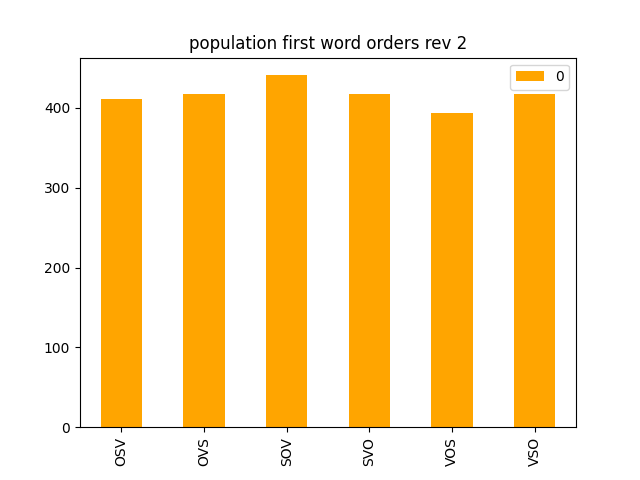 population first word orders rev 2
0
400
300
200
100
0
OSV
OVS
SOV
SVO
VOS
VSO